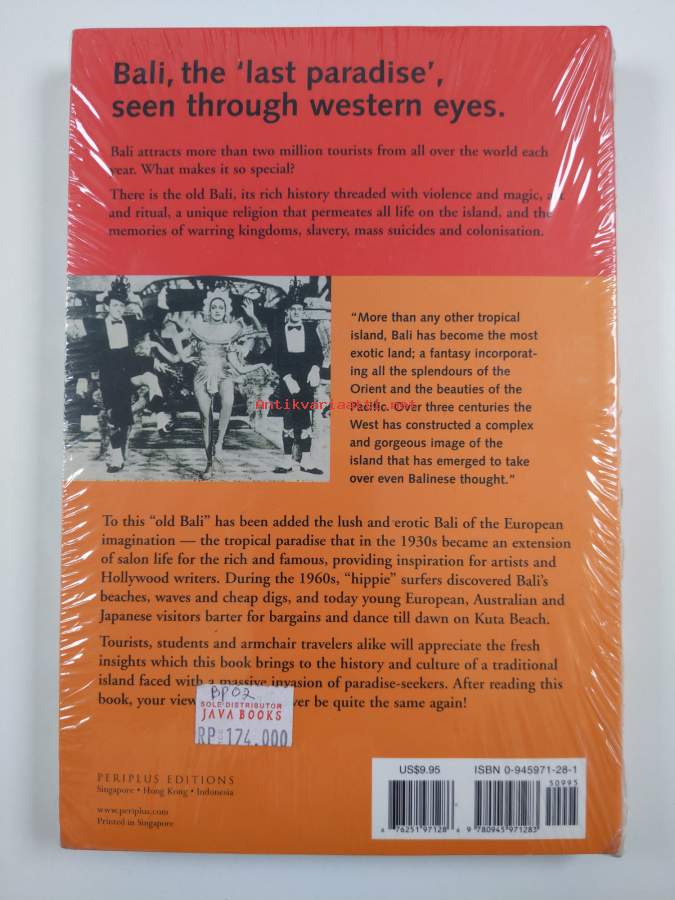 Bali, the ‘last paradise’,
seen through western eyes.
Bali attracts more than two million tourists from all over the world each
year. What makes it so special?
There is the old Bali, its rich history threaded with violence and magic, art
and ritual, a unique religion that permeates all life on the island, and the
memories of warring kingdoms, slavery, mass suicides and colonisation.
“More than any other tropical
island, Bali has become the most
exotic land; a fantasy incorporat-
ing all the splendours of the
Orient and the beauties of the
Pacific. Over three centuries the
West has constructed a complex
and gorgeous image of the
island that has emerged to take
over even Balinese thought.”
Antikvariaatti.net
To this “old Bali” has been added the lush and erotic Bali of the European
imagination — the tropical paradise that in the 1930s became an extension
of salon life for the rich and famous, providing inspiration for artists and
Hollywood writers. During the 1960s, “hippie” surfers discovered Bali’s
beaches, waves and cheap digs, and today young European, Australian and
Japanese visitors barter for bargains and dance till dawn on Kuta Beach.
Tourists, students and armchair travelers alike will appreciate the fresh
insights which this book brings to the history and culture of a traditional
island faced with a massive invasion of paradise-seekers. After reading this
book, your view be quite the same again!
BP02
SOLE DISTRIBUTOR
JAVA BOOKS
RP 174.000
PERIPLUS EDITIONS
Singapore • Hong Kong • Indonesia
www.periplus.com
Printed in Singapore
US$9.95 ISBN 0-945971-28-1
50995
4 76251 97128 4 9 780945 971283